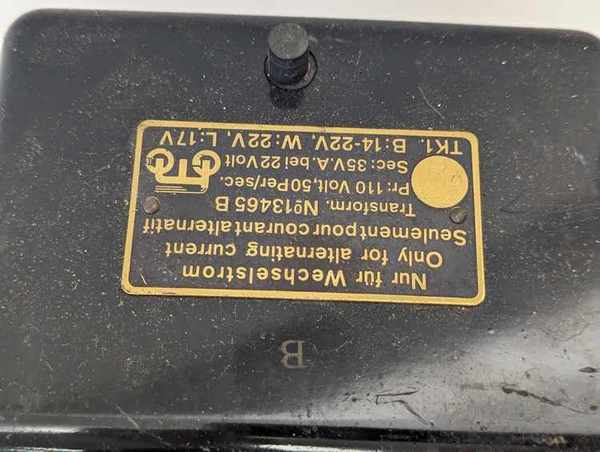 Nur für Wechselstrom
Only for alternating current
Seulement pour courant alternatif
Transform. Nº 13465 B
Pr: 110 Volt, 50 Per/sec.
Sec: 35 V.A. bei 22 Volt
TK1. B: 14-22V, W: 22V, L: 17V
B